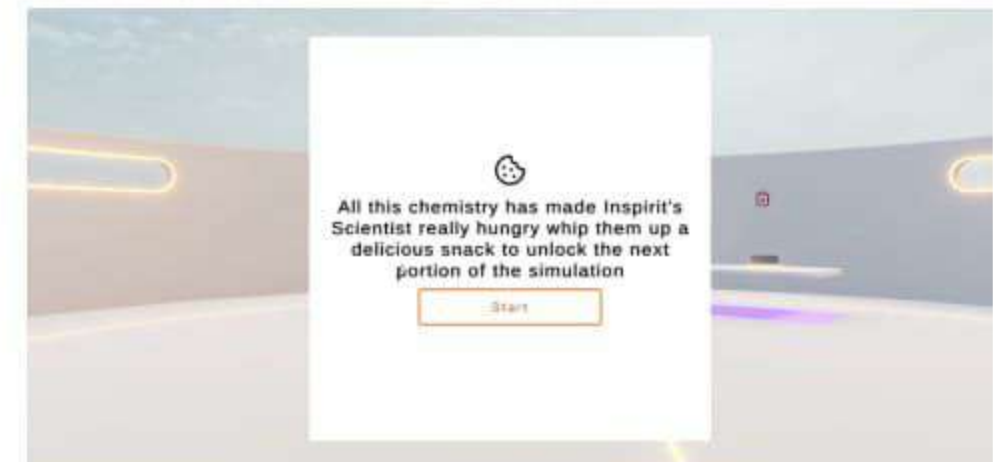 All this chemistry has made Inspirit's
Scientist really hungry whip them up a
delicious snack to unlock the next
portion of the simulation
Start